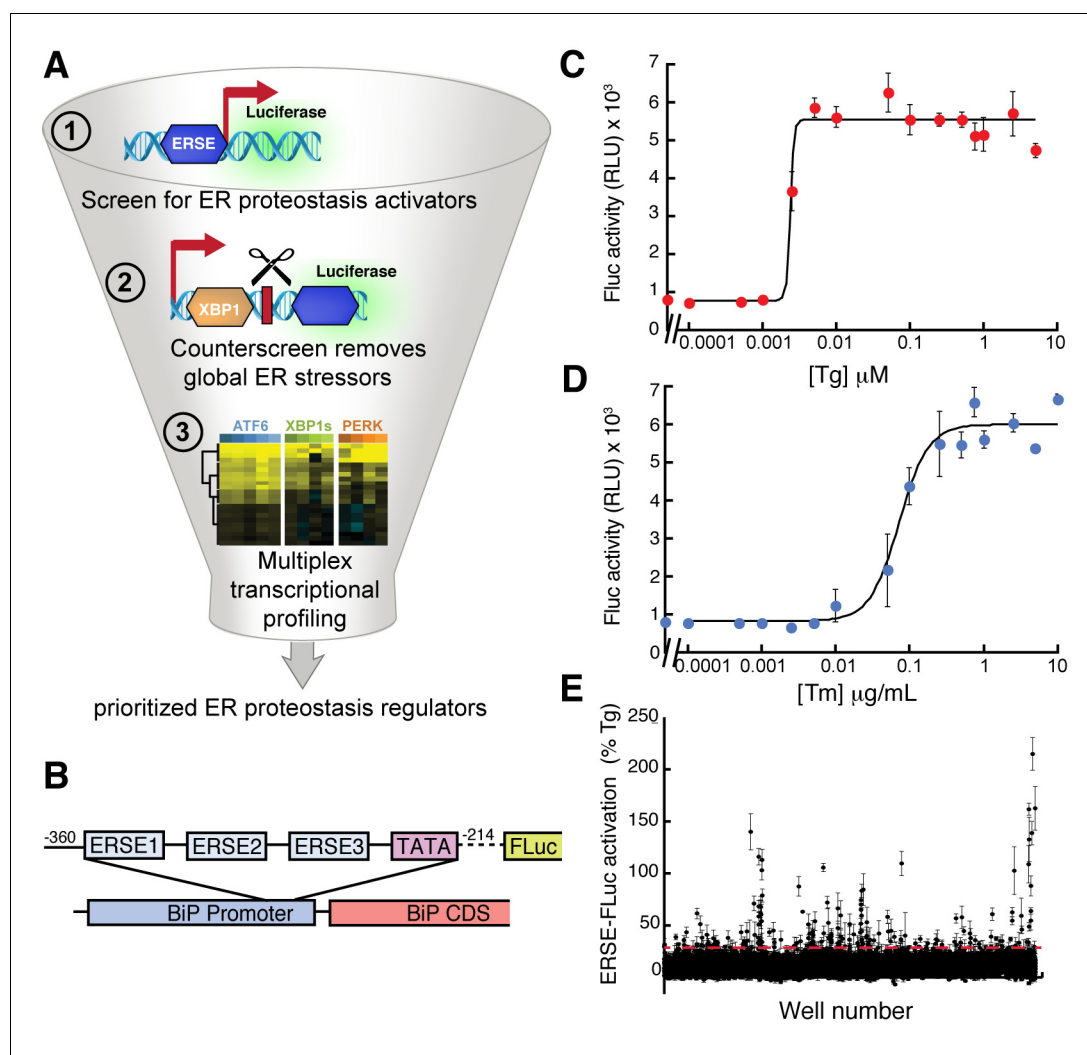 A
1
ERSE
Luciferase
Screen for ER proteostasis activators
2
XBP1
Luciferase
Counterscreen removes
global ER stressors
3
ATF6 XBP1s PERK
Multiplex
transcriptional
profiling
prioritized ER proteostasis regulators
B
-360 ERSE1 ERSE2 ERSE3 TATA -214 FLuc
BiP Promoter BiP CDS
C
Fluc activity (RLU) x 10³
7
6
5
4
3
2
1
0
0.0001 0.001 0.01 0.1 1 10
[Tg] μM
D
Fluc activity (RLU) x 10³
7
6
5
4
3
2
1
0
0.0001 0.001 0.01 0.1 1 10
[Tm] μg/mL
E
ERSE-FLuc activation (% Tg)
250
200
150
100
50
0
Well number